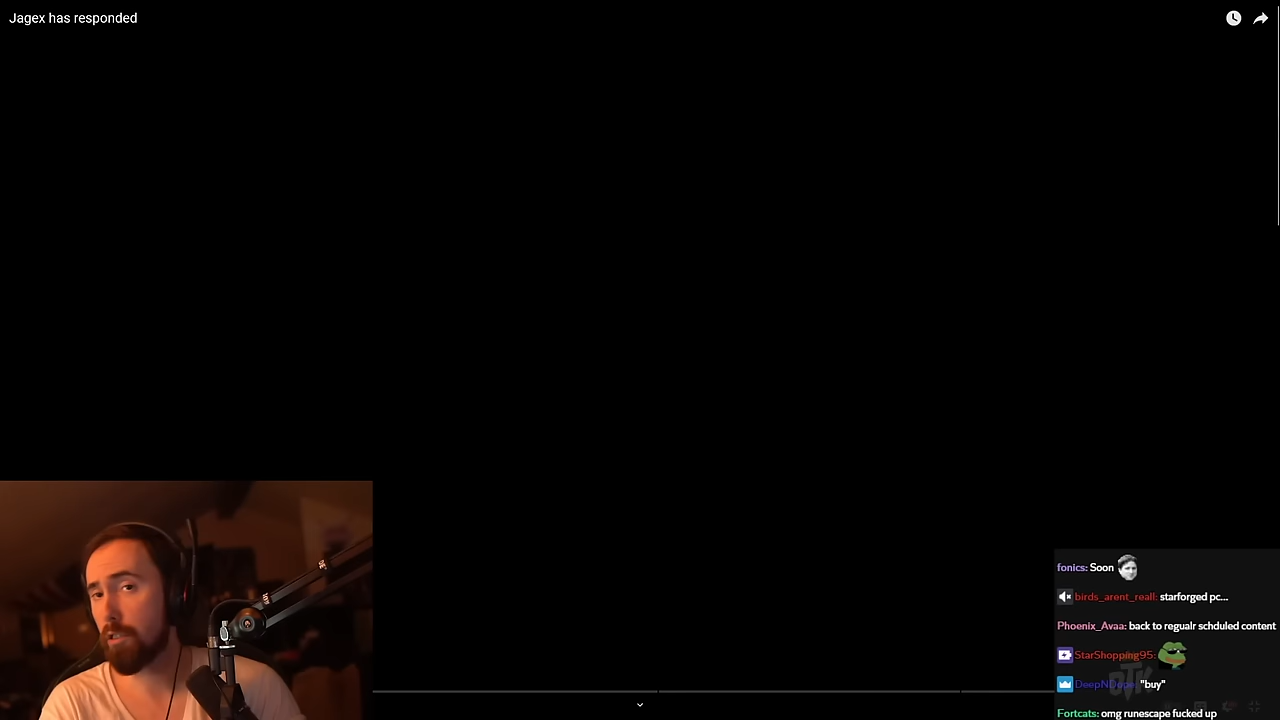 Jagex has responded
fonics: Soon
birds_arent_reall: starforged pc...
Phoenix_Avaa: back to regualr schduled content
StarShopping95:
"buy"
Fortcats: omg runescape fucked up